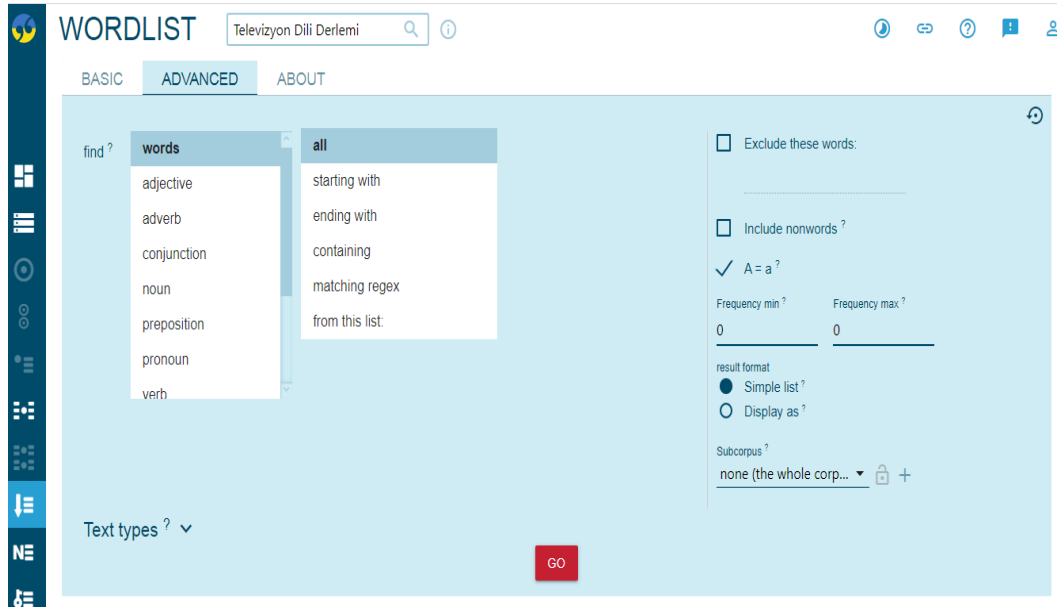 WORDLIST
Televizyon Dili Derlemi
BASIC
ADVANCED
ABOUT
find ?
words
adjective
adverb
conjunction
noun
preposition
pronoun
verb
all
starting with
ending with
containing
matching regex
from this list:
Exclude these words:
Include nonwords ?
A = a ?
Frequency min ?
0
Frequency max ?
0
result format
Simple list ?
Display as ?
Subcorpus ?
none (the whole corp...
Text types ?
GO
N